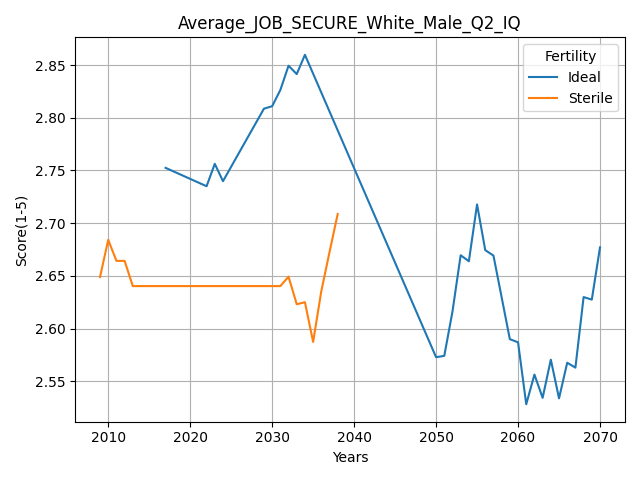 Average_JOB_SECURE_White_Male_Q2_IQ
Fertility
Ideal
Sterile
Score(1-5)
2.85
2.80
2.75
2.70
2.65
2.60
2.55
2010 2020 2030 2040 2050 2060 2070
Years